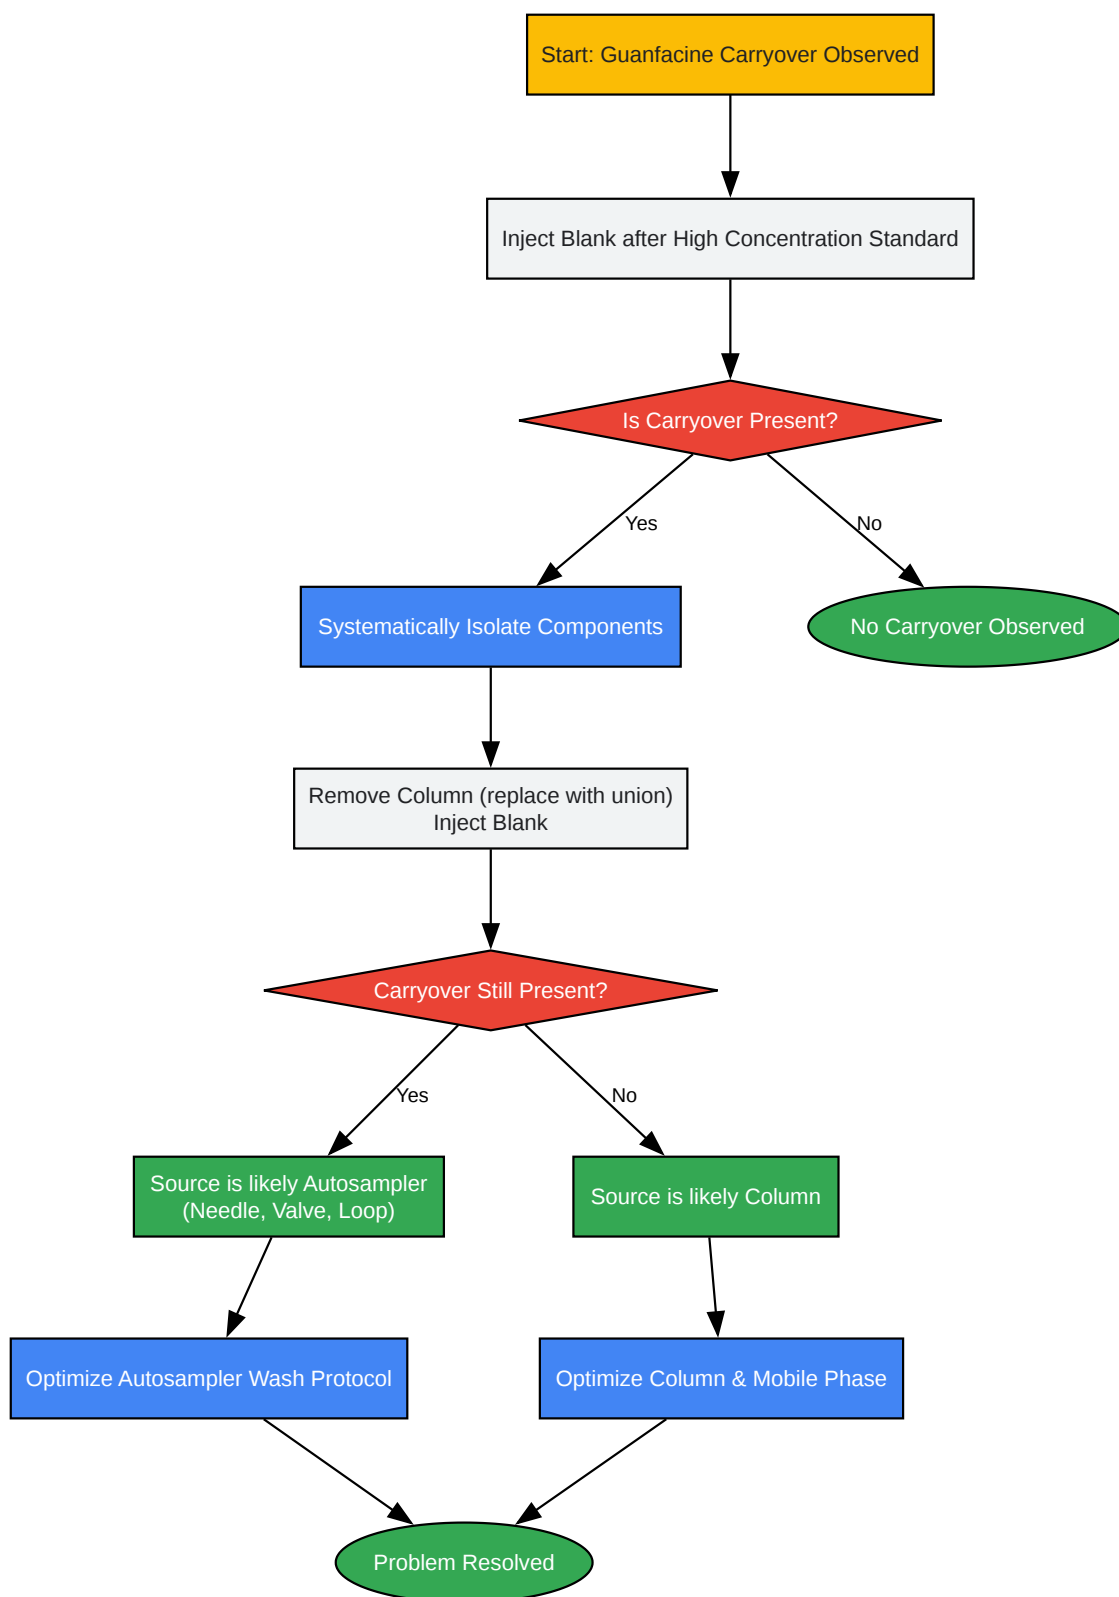 Start: Guanfacine Carryover Observed
Inject Blank after High Concentration Standard
Is Carryover Present?
Yes
No
Systematically Isolate Components
No Carryover Observed
Remove Column (replace with union)
Inject Blank
Carryover Still Present?
Yes
No
Source is likely Autosampler
(Needle, Valve, Loop)
Source is likely Column
Optimize Autosampler Wash Protocol
Optimize Column & Mobile Phase
Problem Resolved